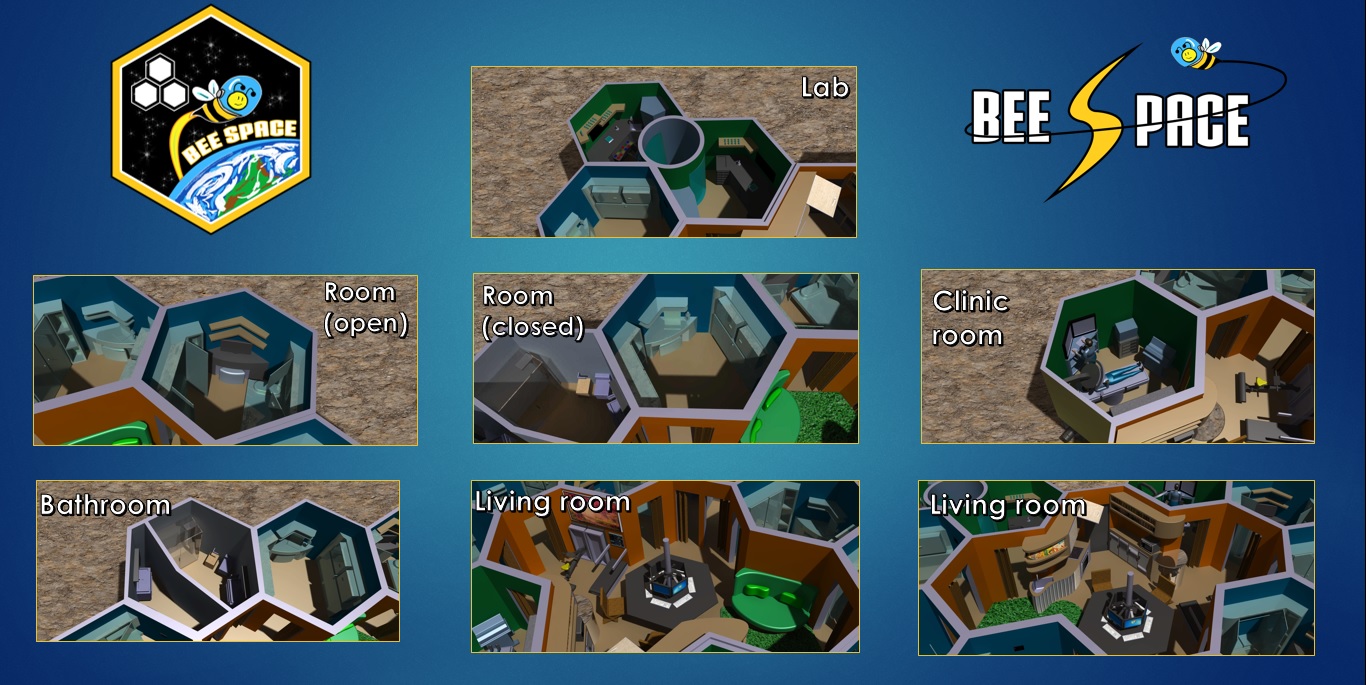 BEE SPACE
Lab
BEE SPACE
Room
(open)
Room
(closed)
Clinic
room
Bathroom
Living room
Living room